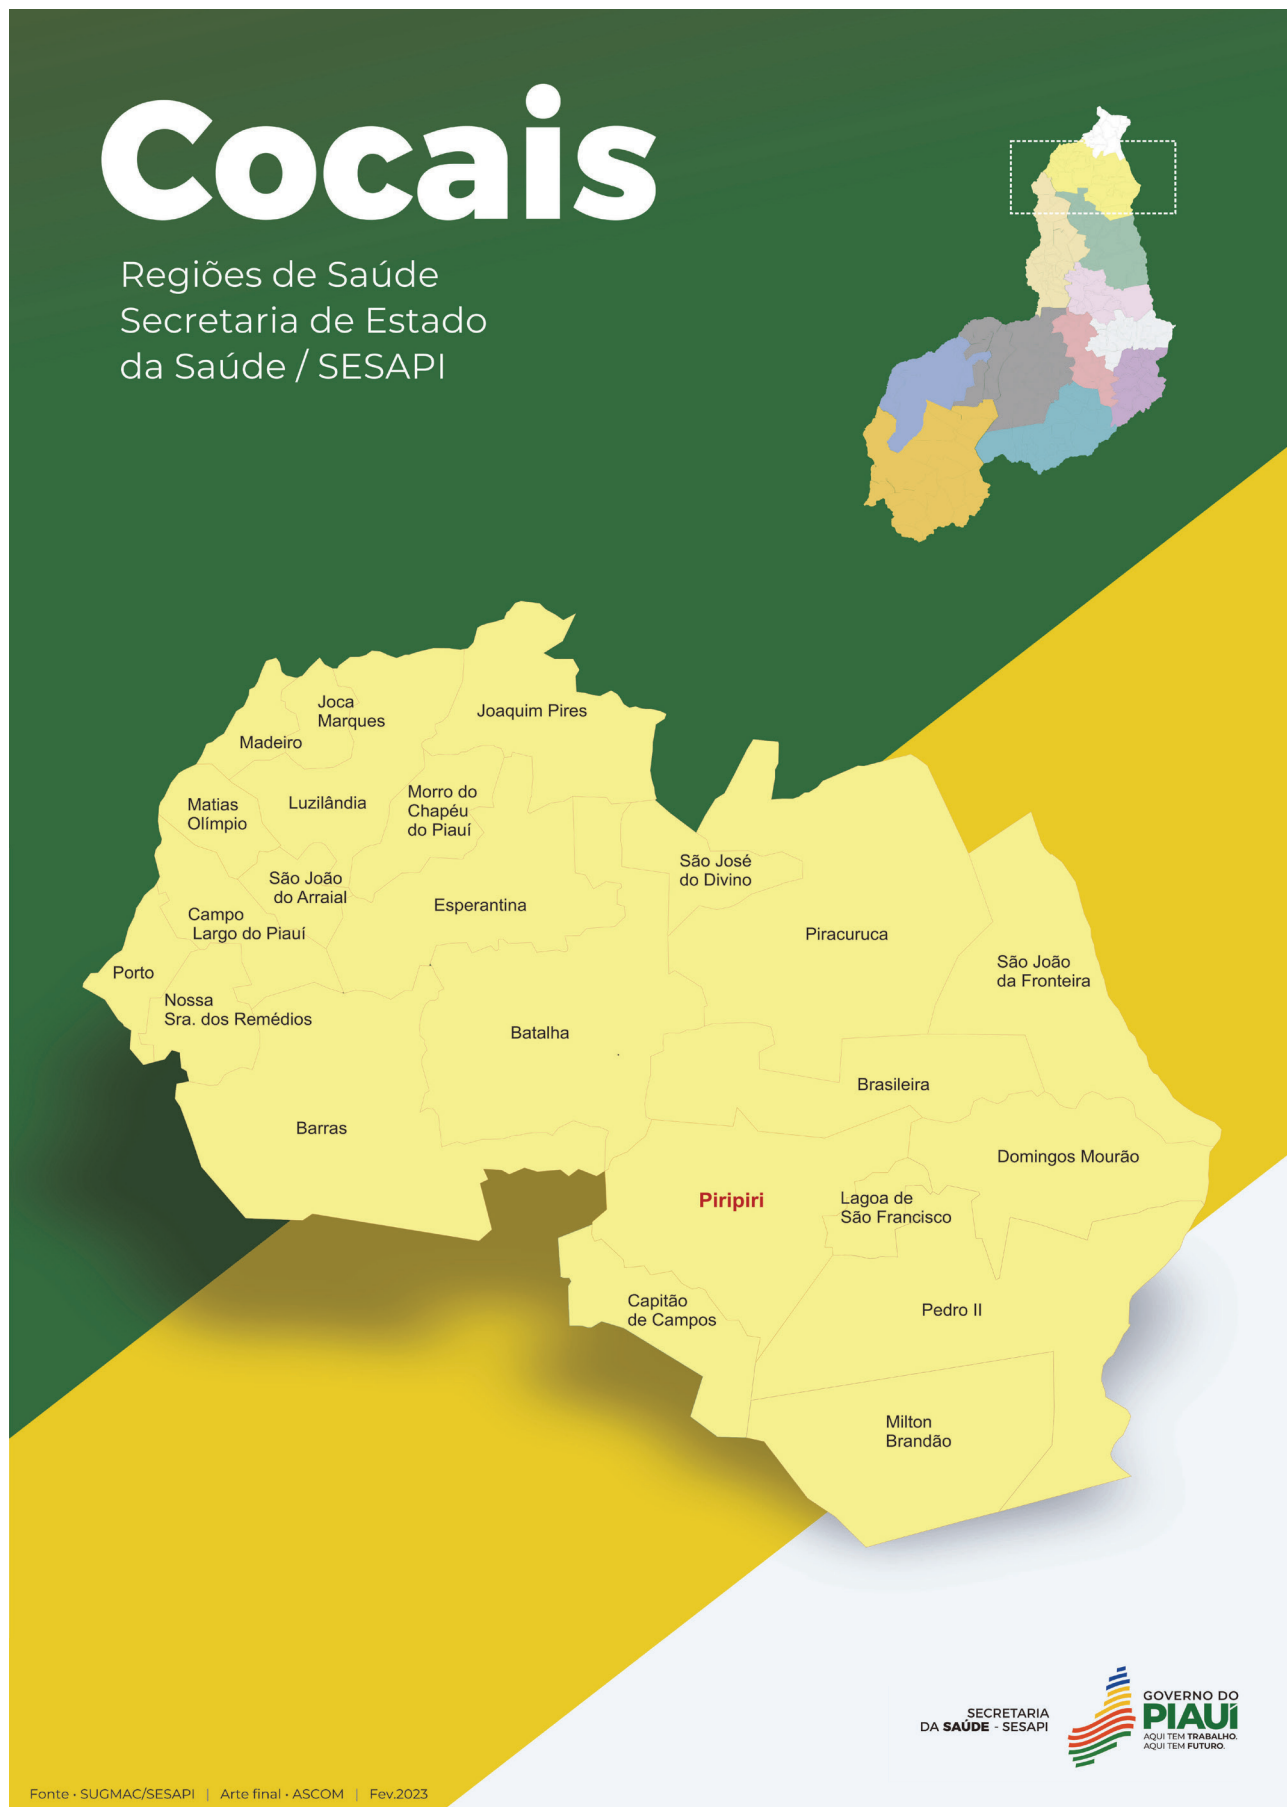 Cocais
Regiões de Saúde
Secretaria de Estado
da Saúde / SESAPI
Joca
Marques
Joaquim Pires
Madeiro
Matias
Olímpio
Luzilândia
Morro do
Chapéu
do Piauí
São José
do Divino
São João
do Arraial
Esperantina
Campo
Largo do Piauí
Piracuruca
São João
da Fronteira
Porto
Nossa
Sra. dos Remédios
Batalha
Brasileira
Barras
Domingos Mourão
Piripiri
Lagoa de
São Francisco
Capitão
de Campos
Pedro II
Milton
Brandão
SECRETARIA
DA SAÚDE - SESAPI
GOVERNO DO
PIAUÍ
AQUI TEM TRABALHO.
AQUI TEM FUTURO.
Fonte • SUGMAC/SESAPI | Arte final • ASCOM | Fev.2023